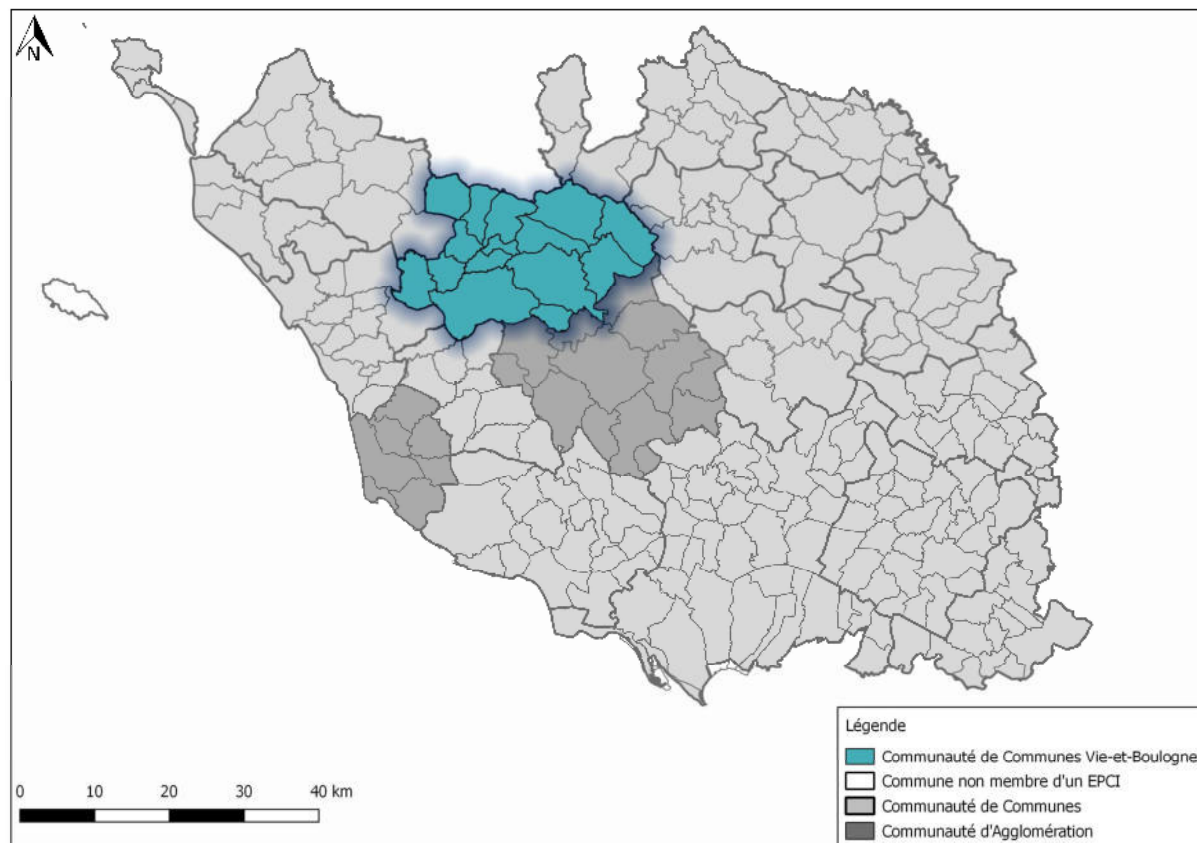 N
Légende
Communauté de Communes Vie-et-Boulogne
Commune non membre d'un EPCI
Communauté de Communes
Communauté d'Agglomération
0 10 20 30 40 km